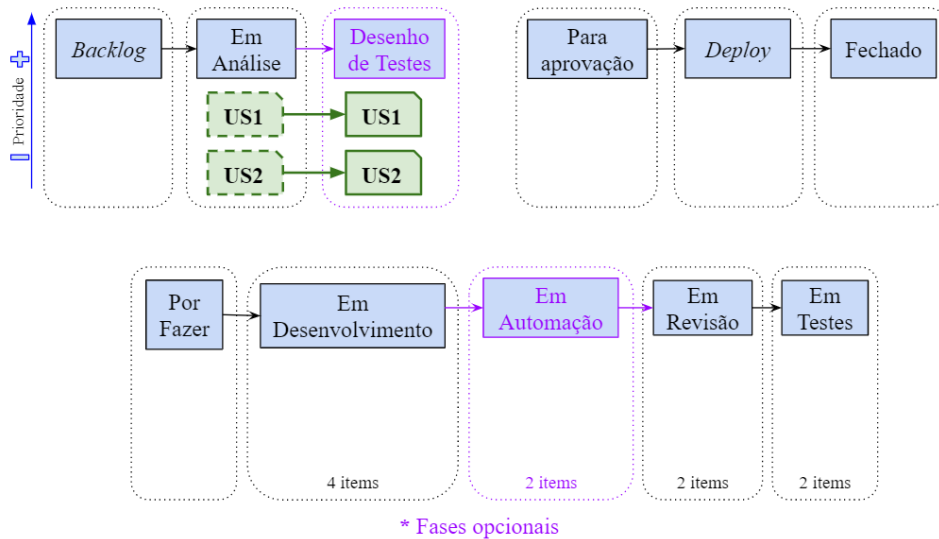 Prioridade
Backlog
Em
Análise
Desenho
de Testes
US1
US1
US2
US2
Para
aprovação
Deploy
Fechado
Por
Fazer
Em
Desenvolvimento
4 items
Em
Automação
2 items
Em
Revisão
2 items
Em
Testes
2 items
* Fases opcionais